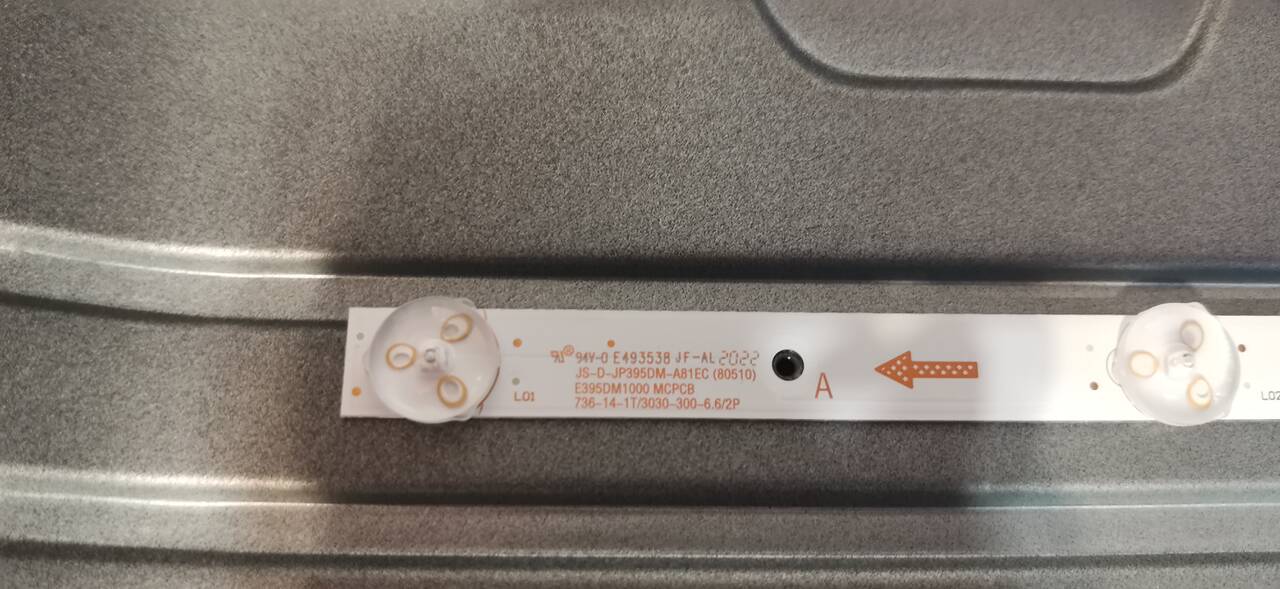 94V-0 E493538 JF-AL 2022
JS-D-JP395DM-A81EC (80510)
E395DM1000 MCPCB
736-14-1T/3030-300-6.6/2P
L01
A
L02